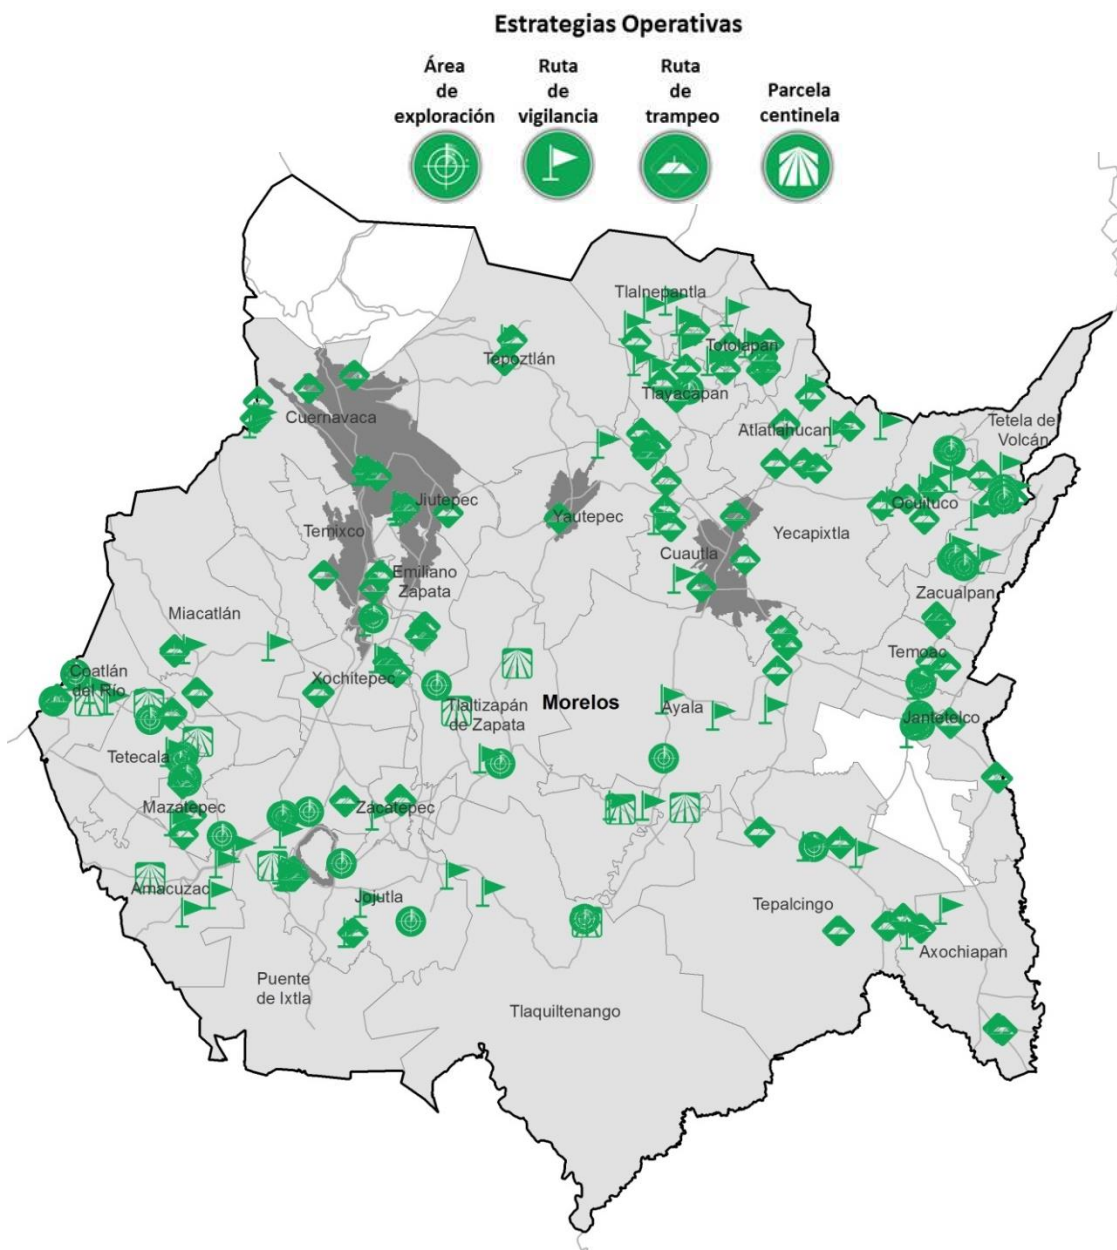 Estrategias Operativas
Área
de
exploración
Ruta
de
vigilancia
Ruta
de
trampeo
Parcela
centinela
Tlalnepantla
Totolapan
Tepoztlán
Tlayacapan
Cuernavaca
Atlatlahucan
Tetela de
Volcán
Jiutepec
Ocuituco
Yautepec
Temixco
Yecapixtla
Cuautla
Emiliano
Zapata
Zacualpan
Miacatlán
Temoac
Coatlán
del Río
Xochitepec
Tlaltizapán
de Zapata
Morelos
Ayala
Jantetelco
Tetecala
Mazatepec
Zacatepec
Amacuzac
Jojutla
Tepalcingo
Axochiapan
Puente
de Ixtla
Tlaquiltenango